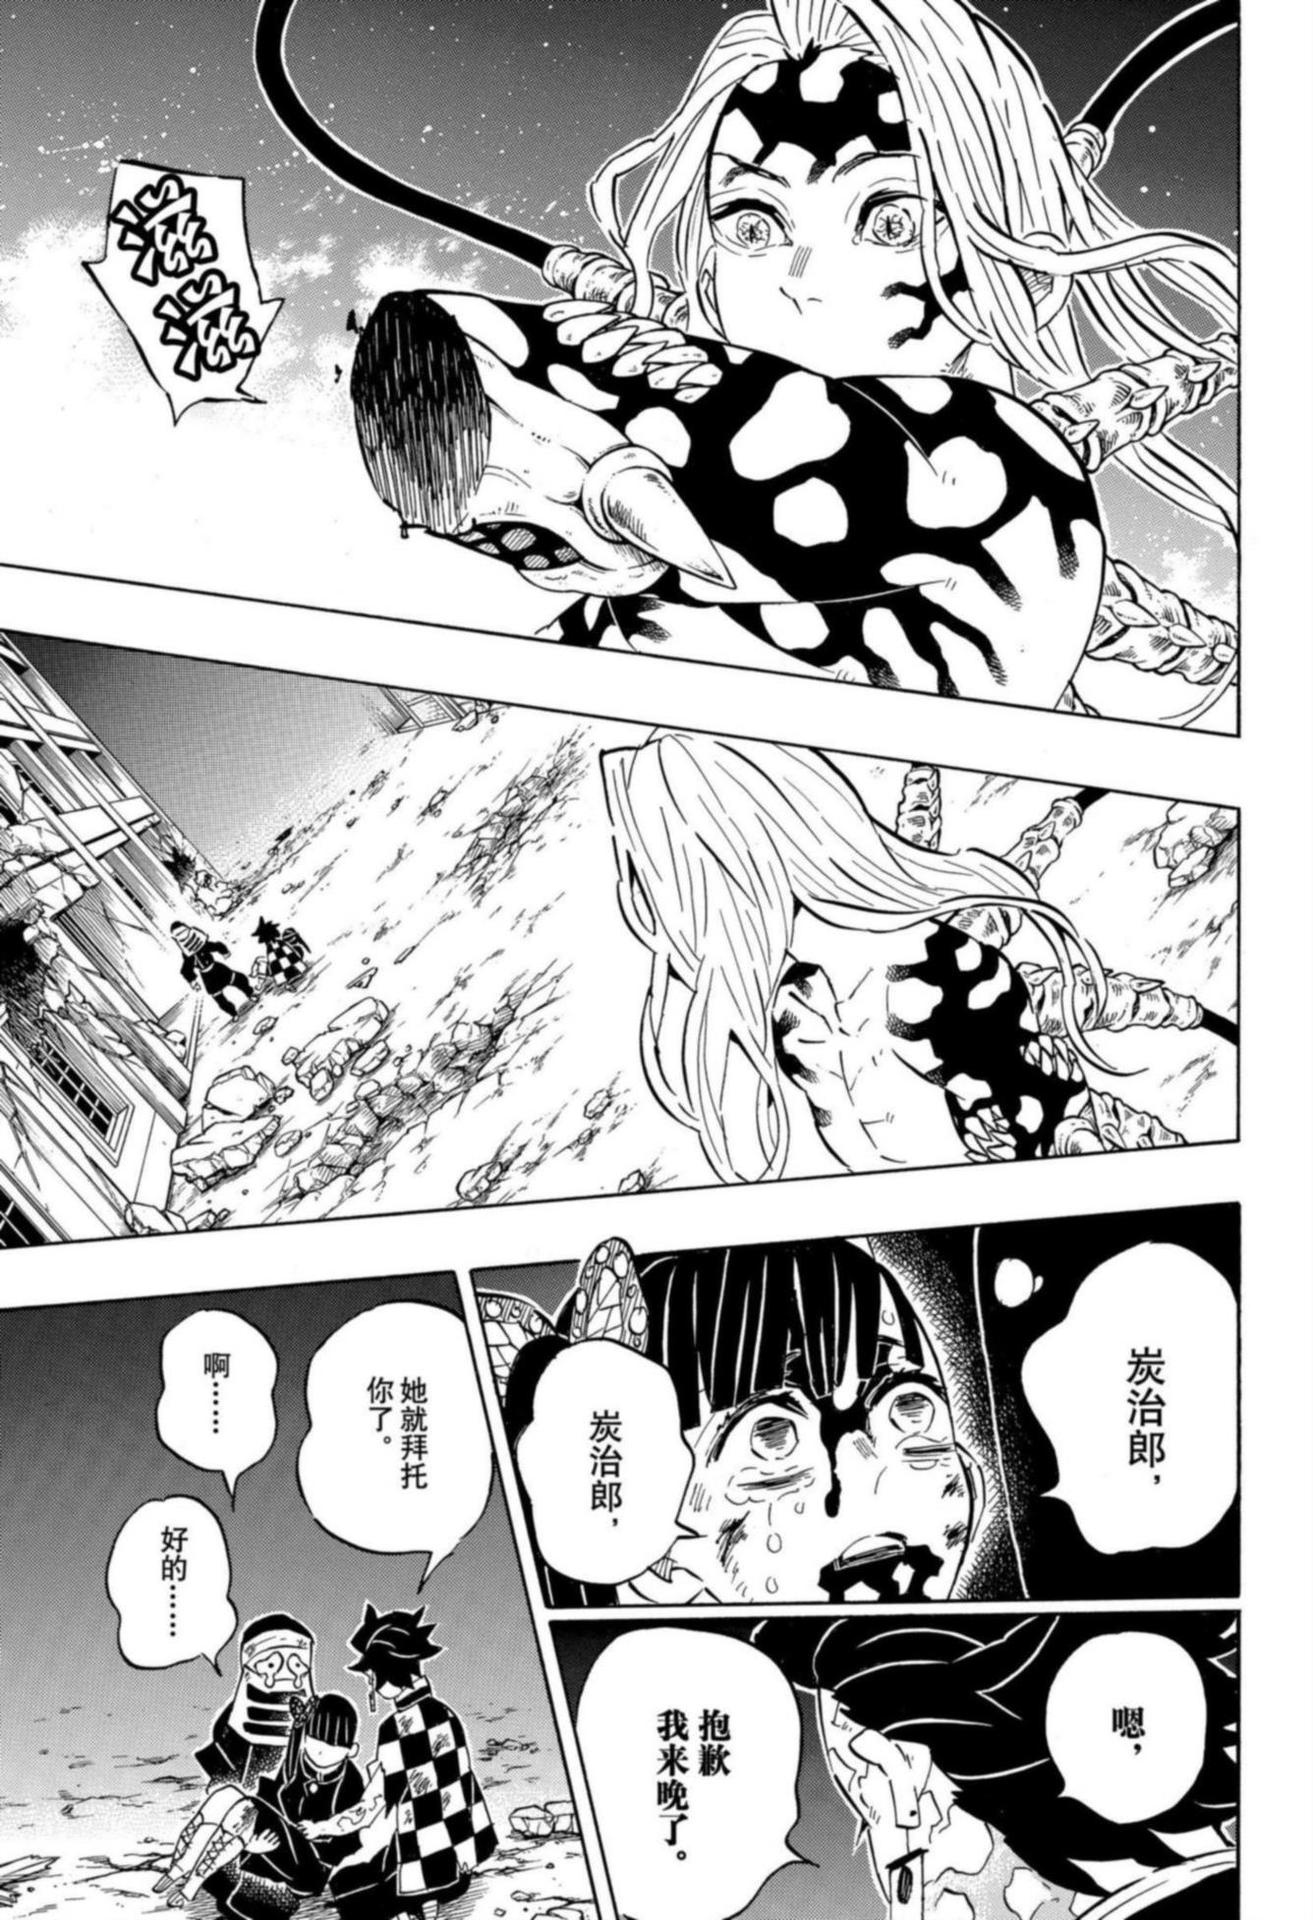 滋
滋
炭治郎，
炭治郎，
嗯，
抱歉
我来晚了。
她就拜托
你了。
啊……
好的……